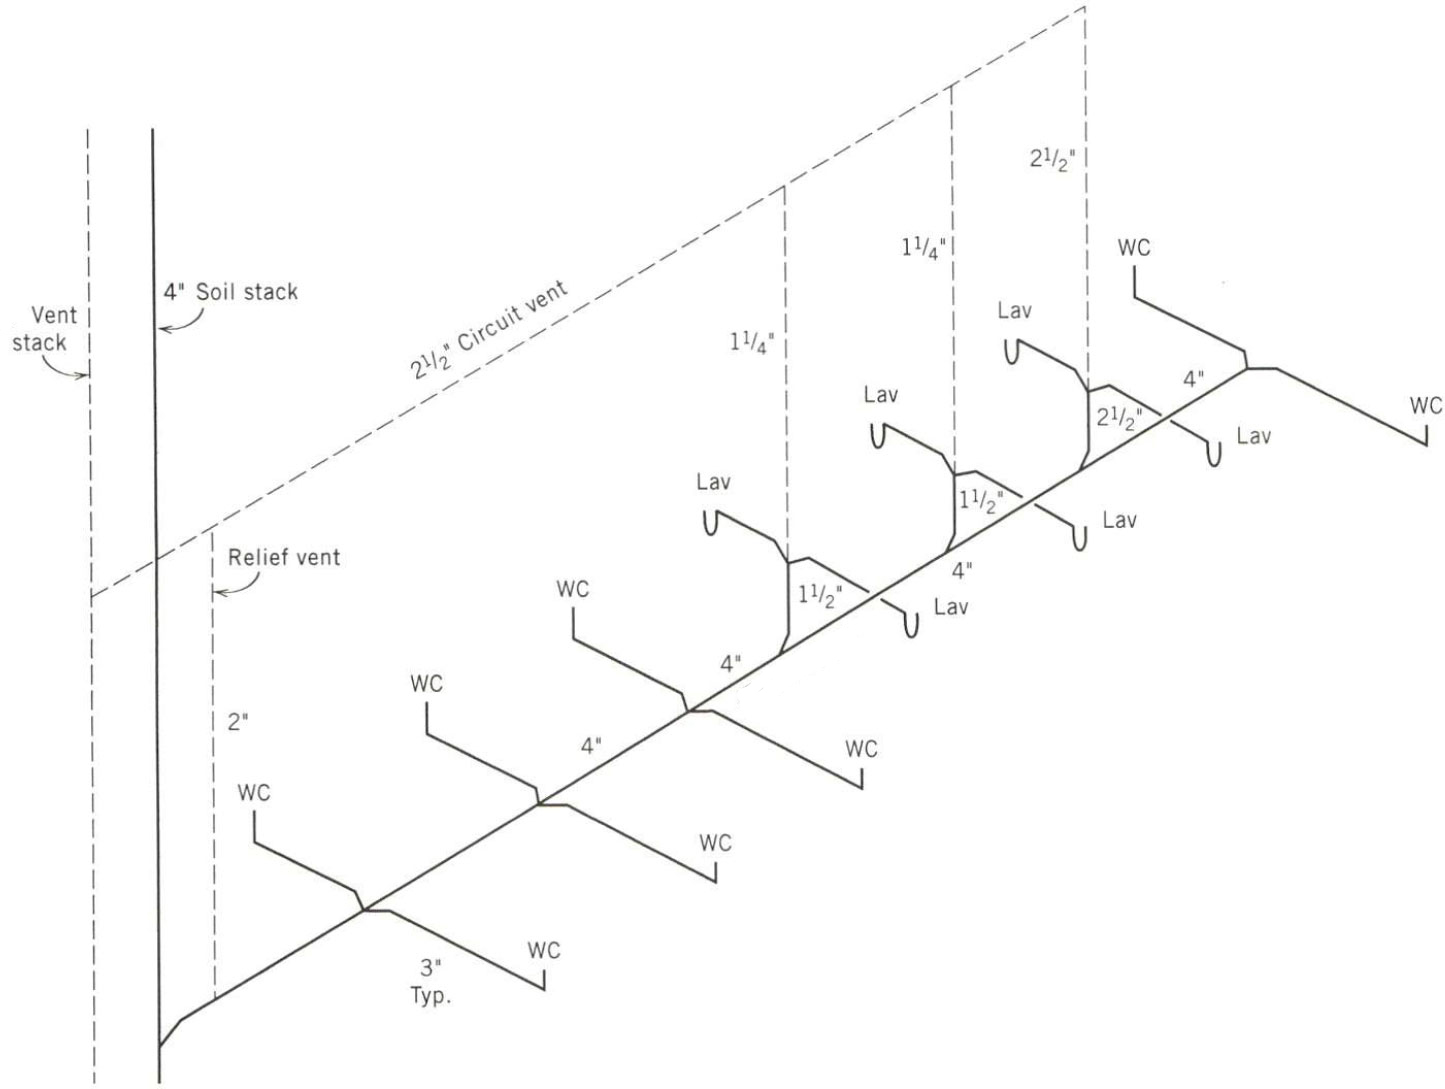 2 1/2"
WC
1 1/4"
4" Soil stack
Vent
stack
2 1/2" Circuit vent
Lav
1 1/4"
4"
Lav
WC
2 1/2"
Lav
Lav
1 1/2"
Lav
4"
Relief vent
WC
1 1/2"
Lav
4"
WC
2"
4"
WC
WC
WC
WC
3"
Typ.